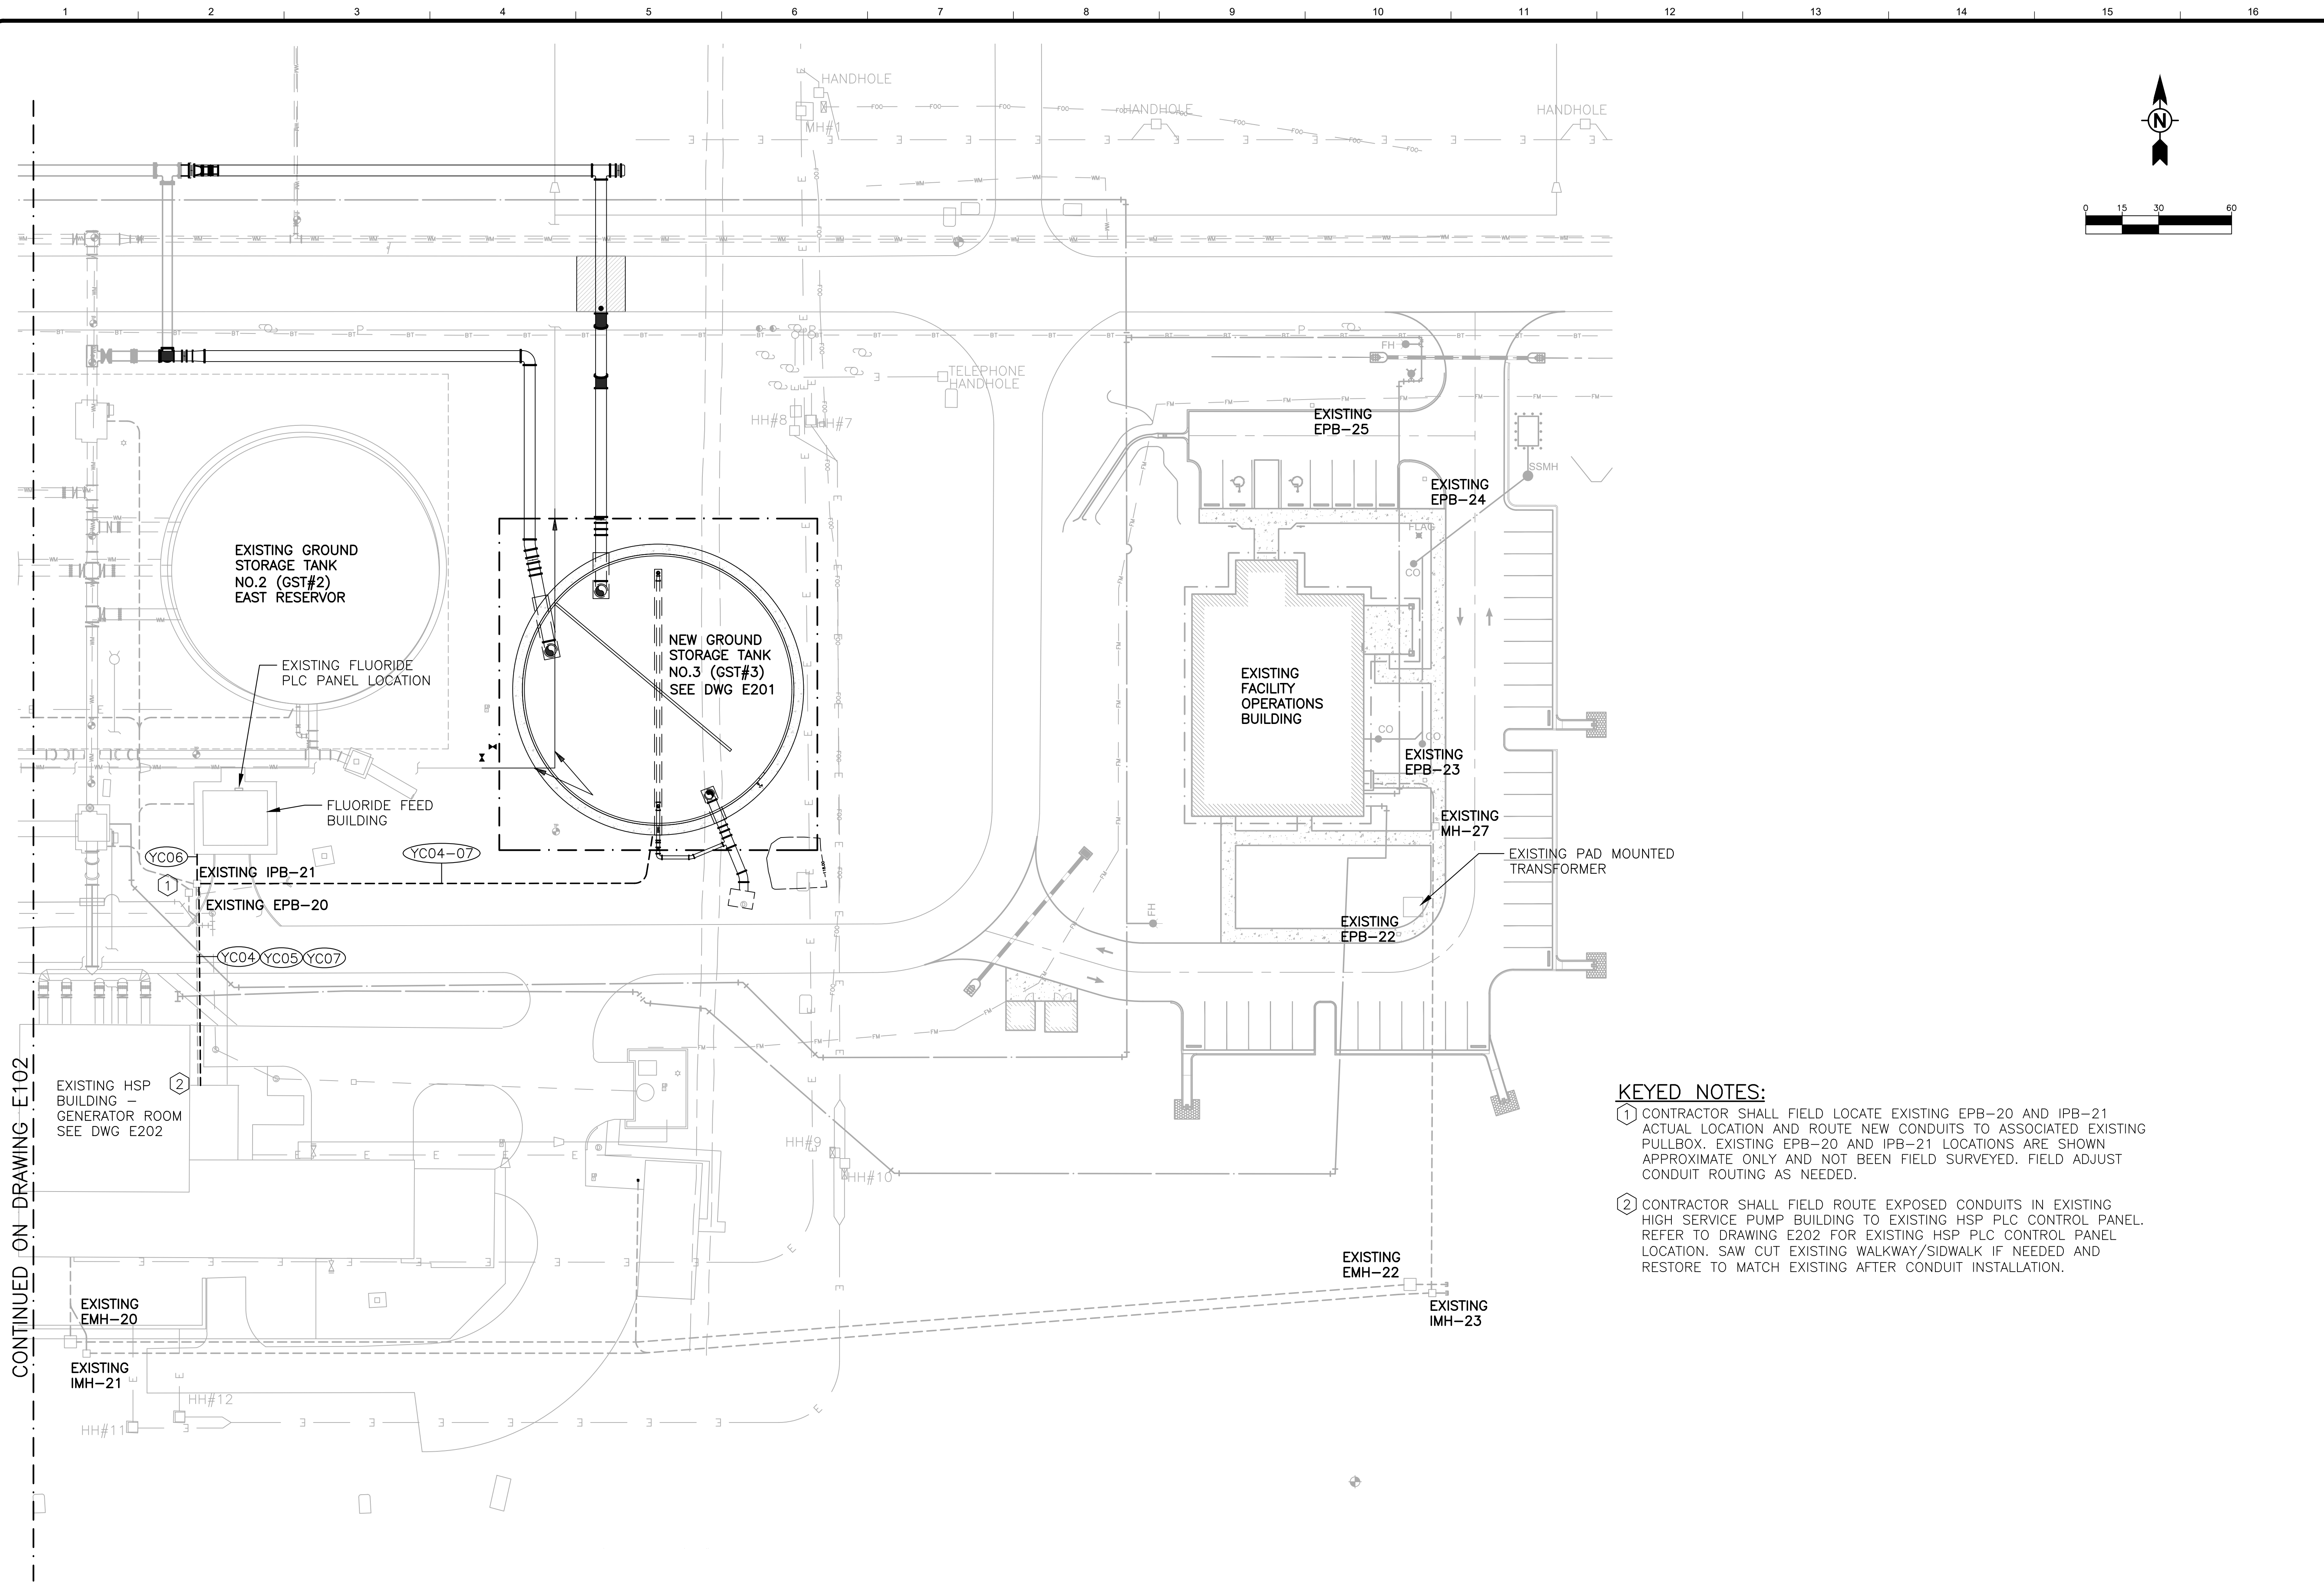 1 2 3 4 5 6 7 8 9 10 11 12 13 14 15 16
HANDHOLE
MH#1
HANDHOLE
HANDHOLE
N
0 15 30 60
TELEPHONE
HANDHOLE
HH#8
HH#7
FH
EXISTING
EPB-25
SSMH
EXISTING
EPB-24
FLAG
CO
EXISTING GROUND
STORAGE TANK
NO.2 (GST#2)
EAST RESERVOR
EXISTING FLUORIDE
PLC PANEL LOCATION
NEW GROUND
STORAGE TANK
NO.3 (GST#3)
SEE DWG E201
EXISTING
FACILITY
OPERATIONS
BUILDING
CO
CO
EXISTING
EPB-23
FLUORIDE FEED
BUILDING
EXISTING
MH-27
EXISTING PAD MOUNTED
TRANSFORMER
YC06
YC04-07
EXISTING IPB-21
1
EXISTING EPB-20
FH
EXISTING
EPB-22
YC04 YC05 YC07
EXISTING HSP
BUILDING –
GENERATOR ROOM
SEE DWG E202
2
HH#9
HH#10
EXISTING
EMH-22
EXISTING
IMH-23
EXISTING
EMH-20
EXISTING
IMH-21
HH#12
HH#11
CONTINUED ON DRAWING E102
KEYED NOTES:
1 CONTRACTOR SHALL FIELD LOCATE EXISTING EPB-20 AND IPB-21
ACTUAL LOCATION AND ROUTE NEW CONDUITS TO ASSOCIATED EXISTING
PULLBOX. EXISTING EPB-20 AND IPB-21 LOCATIONS ARE SHOWN
APPROXIMATE ONLY AND NOT BEEN FIELD SURVEYED. FIELD ADJUST
CONDUIT ROUTING AS NEEDED.
2 CONTRACTOR SHALL FIELD ROUTE EXPOSED CONDUITS IN EXISTING
HIGH SERVICE PUMP BUILDING TO EXISTING HSP PLC CONTROL PANEL.
REFER TO DRAWING E202 FOR EXISTING HSP PLC CONTROL PANEL
LOCATION. SAW CUT EXISTING WALKWAY/SIDWALK IF NEEDED AND
RESTORE TO MATCH EXISTING AFTER CONDUIT INSTALLATION.